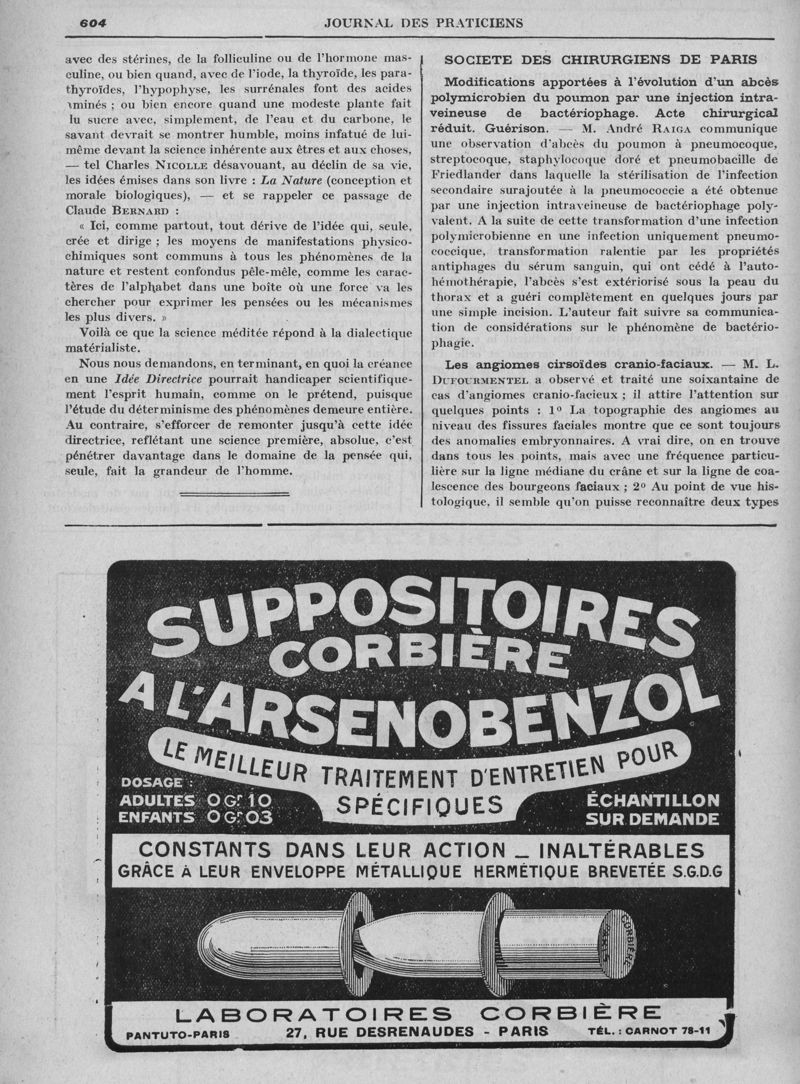 604
JOURNAL DES PRATICIENS
avec des stérines, de la folliculine ou de l'hormone mas-
culine, ou bien quand, avec de l'iode, la thyroïde, les para-
thyroïdes, l'hypophyse, les surrénales font des acides
aminés ; ou bien encore quand une modeste plante fait
lu sucre avec, simplement, de l'eau et du carbone, le
savant devrait se montrer humble, moins infatué de lui-
même devant la science inhérente aux êtres et aux choses,
— tel Charles NICOLLE désavouant, au déclin de sa vie,
les idées émises dans son livre : La Nature (conception et
morale biologiques), — et se rappeler ce passage de
Claude BERNARD :
« Ici, comme partout, tout dérive de l'idée qui, seule,
crée et dirige ; les moyens de manifestations physico-
chimiques sont communs à tous les phénomènes de la
nature et restent confondus pêle-mêle, comme les carac-
tères de l'alphabet dans une boîte où une force va les
chercher pour exprimer les pensées ou les mécanismes
les plus divers. »
Voilà ce que la science méditée répond à la dialectique
matérialiste.
Nous nous demandons, en terminant, en quoi la créance
en une Idée Directrice pourrait handicaper scientifique-
ment l'esprit humain, comme on le prétend, puisque
l'étude du déterminisme des phénomènes demeure entière.
Au contraire, s'efforcer de remonter jusqu'à cette idée
directrice, reflétant une science première, absolue, c'est
pénétrer davantage dans le domaine de la pensée qui,
seule, fait la grandeur de l'homme.
SOCIETE DES CHIRURGIENS DE PARIS
Modifications apportées à l'évolution d'un abcès
polymicrobien du poumon par une injection intra-
veineuse de bactériophage. Acte chirurgical
réduit. Guérison. — M. André RAIGA communique
une observation d'abcès du poumon à pneumocoque,
streptocoque, staphylocoque doré et pneumobacille de
Friedlander dans laquelle la stérilisation de l'infection
secondaire surajoutée à la pneumococcie a été obtenue
par une injection intraveineuse de bactériophage poly-
valent. A la suite de cette transformation d'une infection
polymicrobienne en une infection uniquement pneumo-
coccique, transformation ralentie par les propriétés
antiphages du sérum sanguin, qui ont cédé à l'auto-
hémothérapie, l'abcès s'est extériorisé sous la peau du
thorax et a guéri complètement en quelques jours par
une simple incision. L'auteur fait suivre sa communica-
tion de considérations sur le phénomène de bactério-
phagie.
Les angiomes cirsoïdes cranio-faciaux. — M. L.
DUFOURMENTEL a observé et traité une soixantaine de
cas d'angiomes cranio-facieux ; il attire l'attention sur
quelques points : 1º La topographie des angiomes au
niveau des fissures faciales montre que ce sont toujours
des anomalies embryonnaires. A vrai dire, on en trouve
dans tous les points, mais avec une fréquence particu-
lière sur la ligne médiane du crâne et sur la ligne de coa-
lescence des bourgeons faciaux ; 2º Au point de vue his-
tologique, il semble qu'on puisse reconnaître deux types
SUPPOSITOIRES
CORBIÈRE
A L'ARSENOBENZOL
LE MEILLEUR TRAITEMENT D'ENTRETIEN POUR
SPÉCIFIQUES
DOSAGE :
ADULTES 0 Gr 10
ENFANTS 0 Gr 03
ÉCHANTILLON
SUR DEMANDE
CONSTANTS DANS LEUR ACTION — INALTÉRABLES
GRÂCE A LEUR ENVELOPPE MÉTALLIQUE HERMÉTIQUE BREVETÉE S.G.D.G
CORBIÈRE
PARIS
LABORATOIRES CORBIÈRE
PANTUTO-PARIS
27, RUE DESRENAUDES - PARIS
TÉL. : CARNOT 78-11